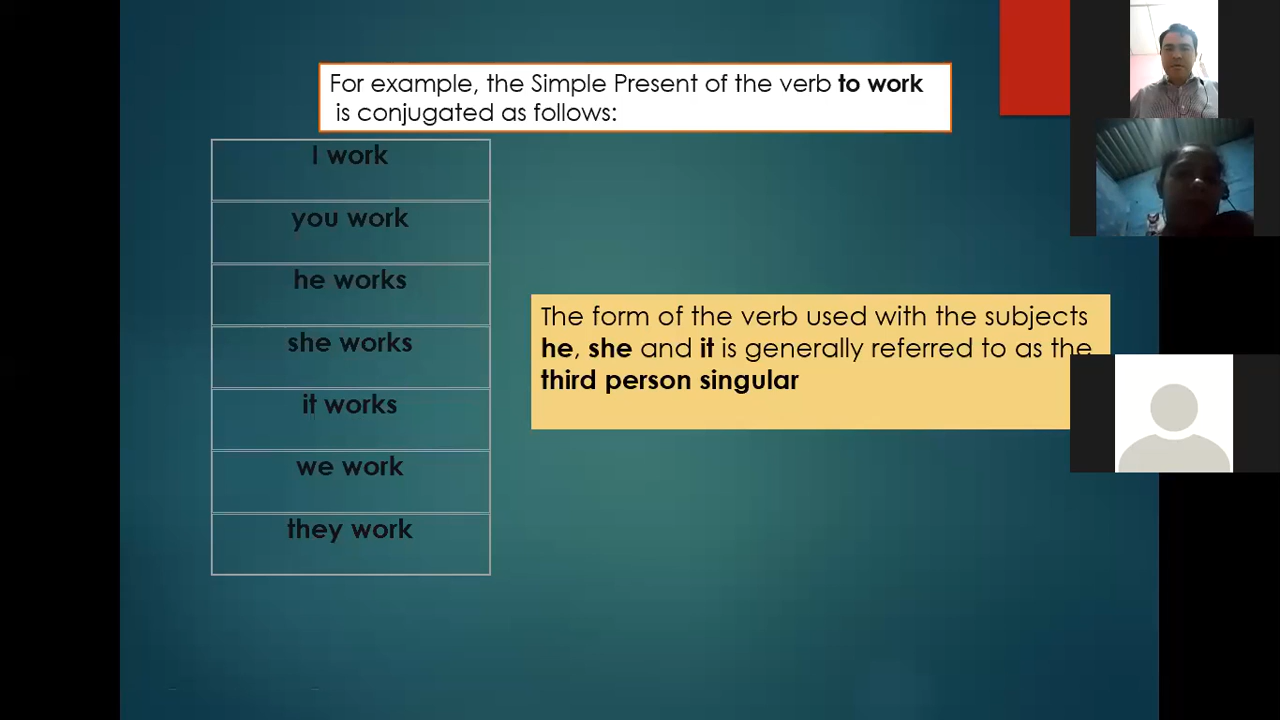 For example, the Simple Present of the verb to work
is conjugated as follows:
I work
you work
he works
she works
it works
we work
they work
The form of the verb used with the subjects
he, she and it is generally referred to as the
third person singular